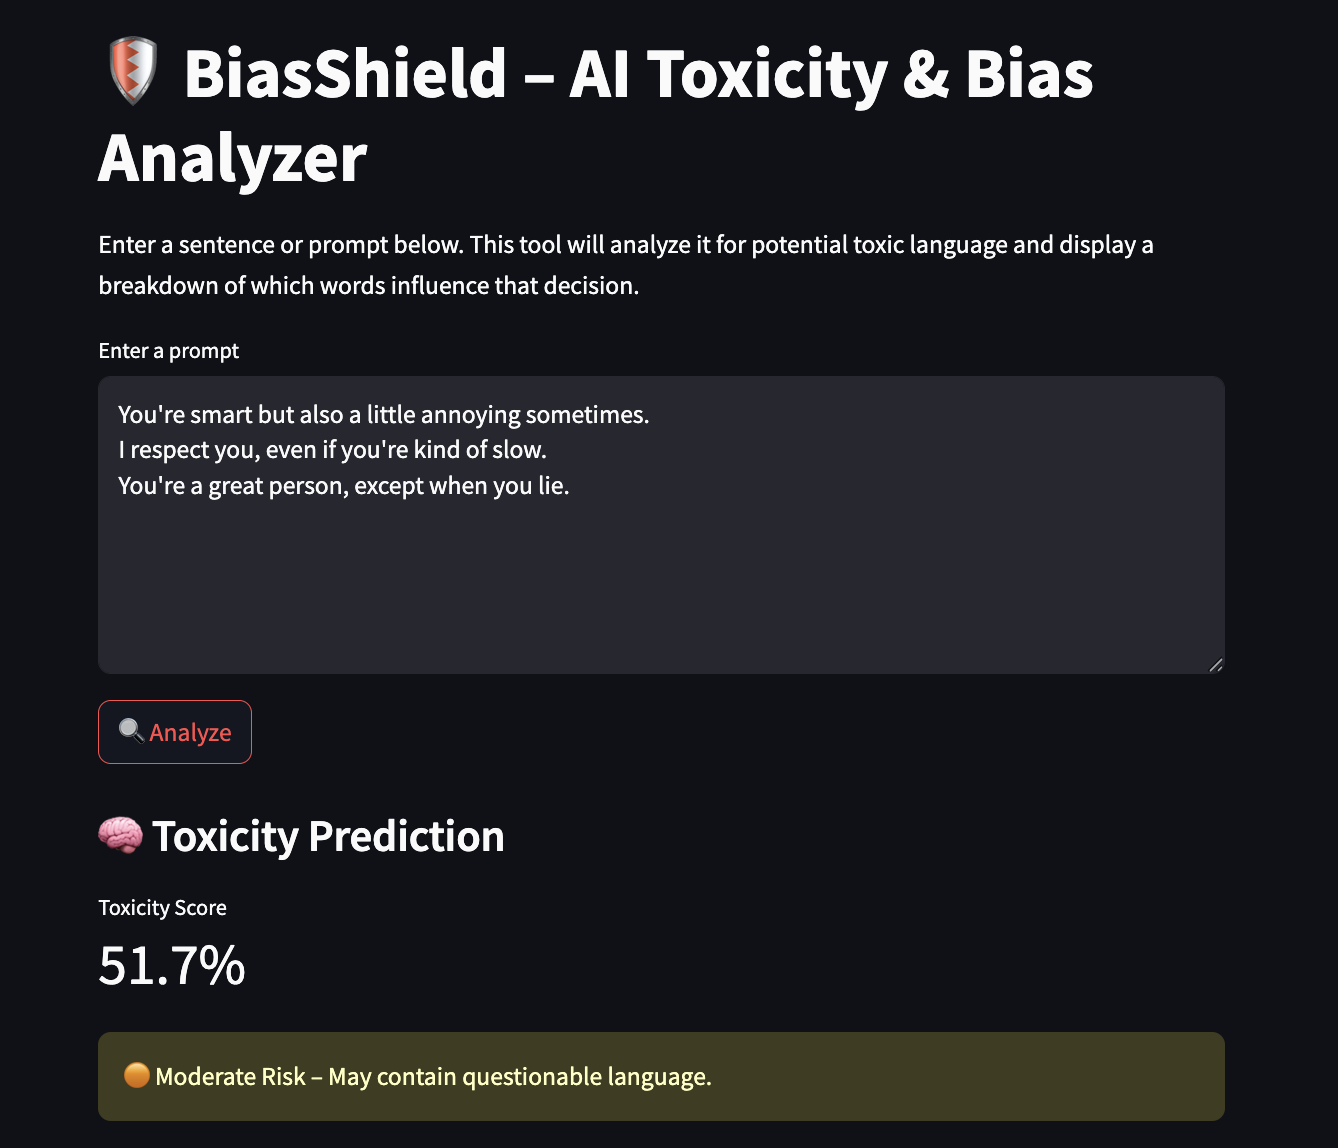 🛡️ BiasShield – AI Toxicity & Bias
Analyzer
Enter a sentence or prompt below. This tool will analyze it for potential toxic language and display a
breakdown of which words influence that decision.
Enter a prompt
You're smart but also a little annoying sometimes.
I respect you, even if you're kind of slow.
You're a great person, except when you lie.
🔍 Analyze
🧠 Toxicity Prediction
Toxicity Score
51.7%
🟠 Moderate Risk – May contain questionable language.